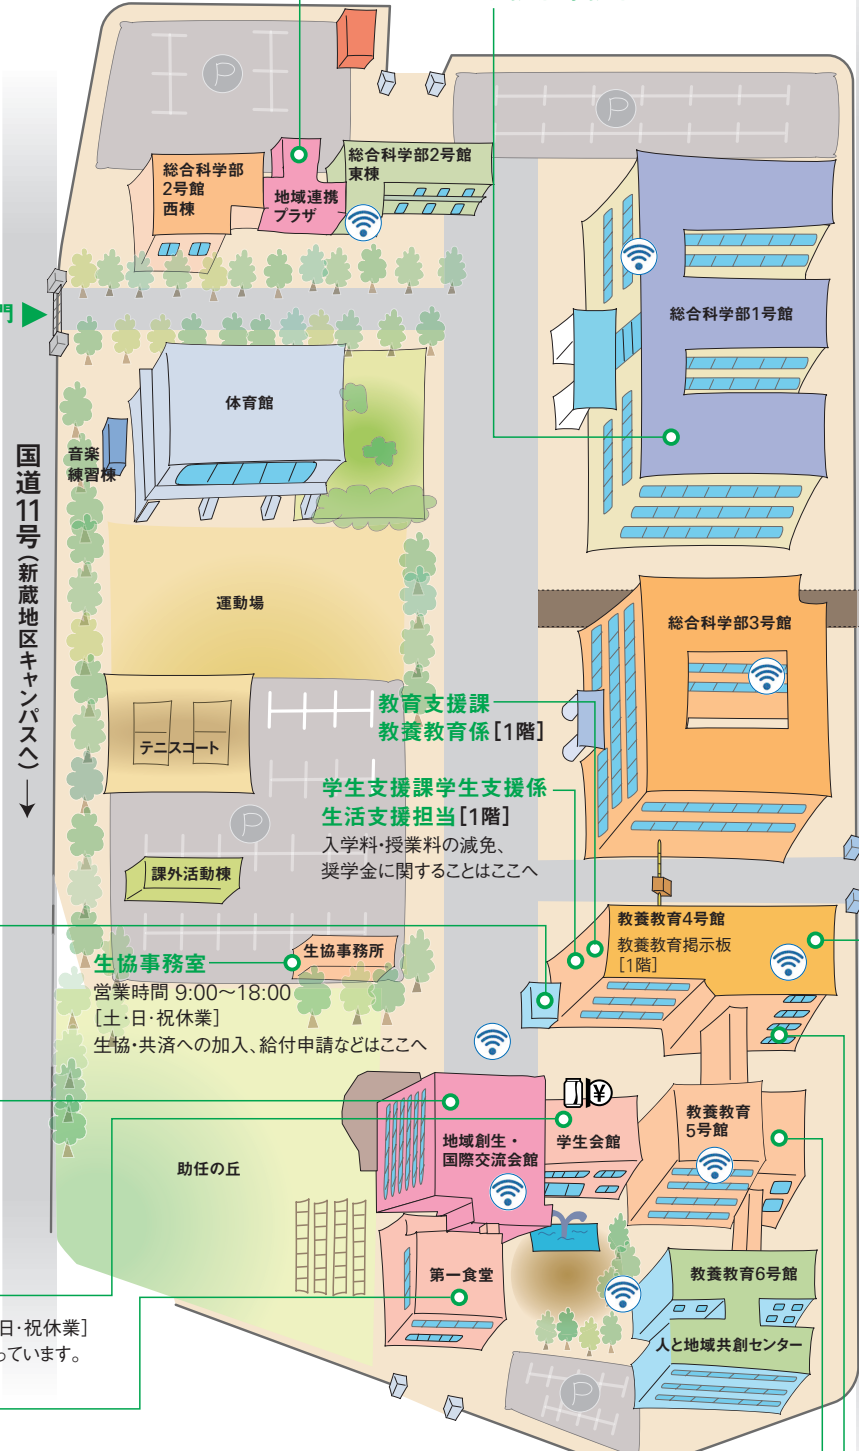 P
P
総合科学部
2号館
西棟
地域連携
プラザ
総合科学部2号館
東棟
門
総合科学部1号館
体育館
音楽
練習棟
国道11号(新蔵地区キャンパスへ)
運動場
総合科学部3号館
教育支援課
教養教育係[1階]
テニスコート
学生支援課学生支援係
生活支援担当[1階]
入学料・授業料の減免、
奨学金に関することはここへ
P
課外活動棟
教養教育4号館
教養教育掲示板
[1階]
生協事務所
生協事務室
営業時間 9:00〜18:00
[土・日・祝休業]
生協・共済への加入、給付申請などはここへ
¥
教養教育
5号館
地域創生・
国際交流会館
学生会館
助任の丘
第一食堂
教養教育6号館
日・祝休業]
っています。
人と地域共創センター
P